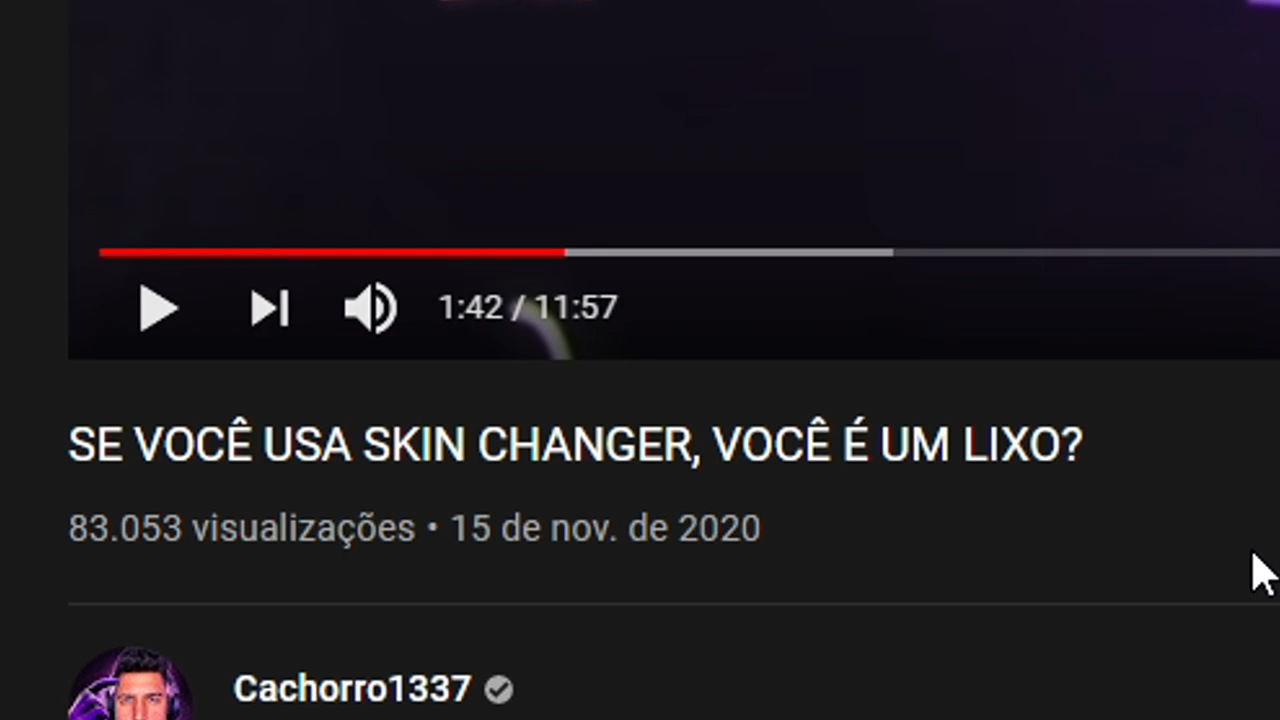 1:42 / 11:57
SE VOCÊ USA SKIN CHANGER, VOCÊ É UM LIXO?
83.053 visualizações • 15 de nov. de 2020
Cachorro1337